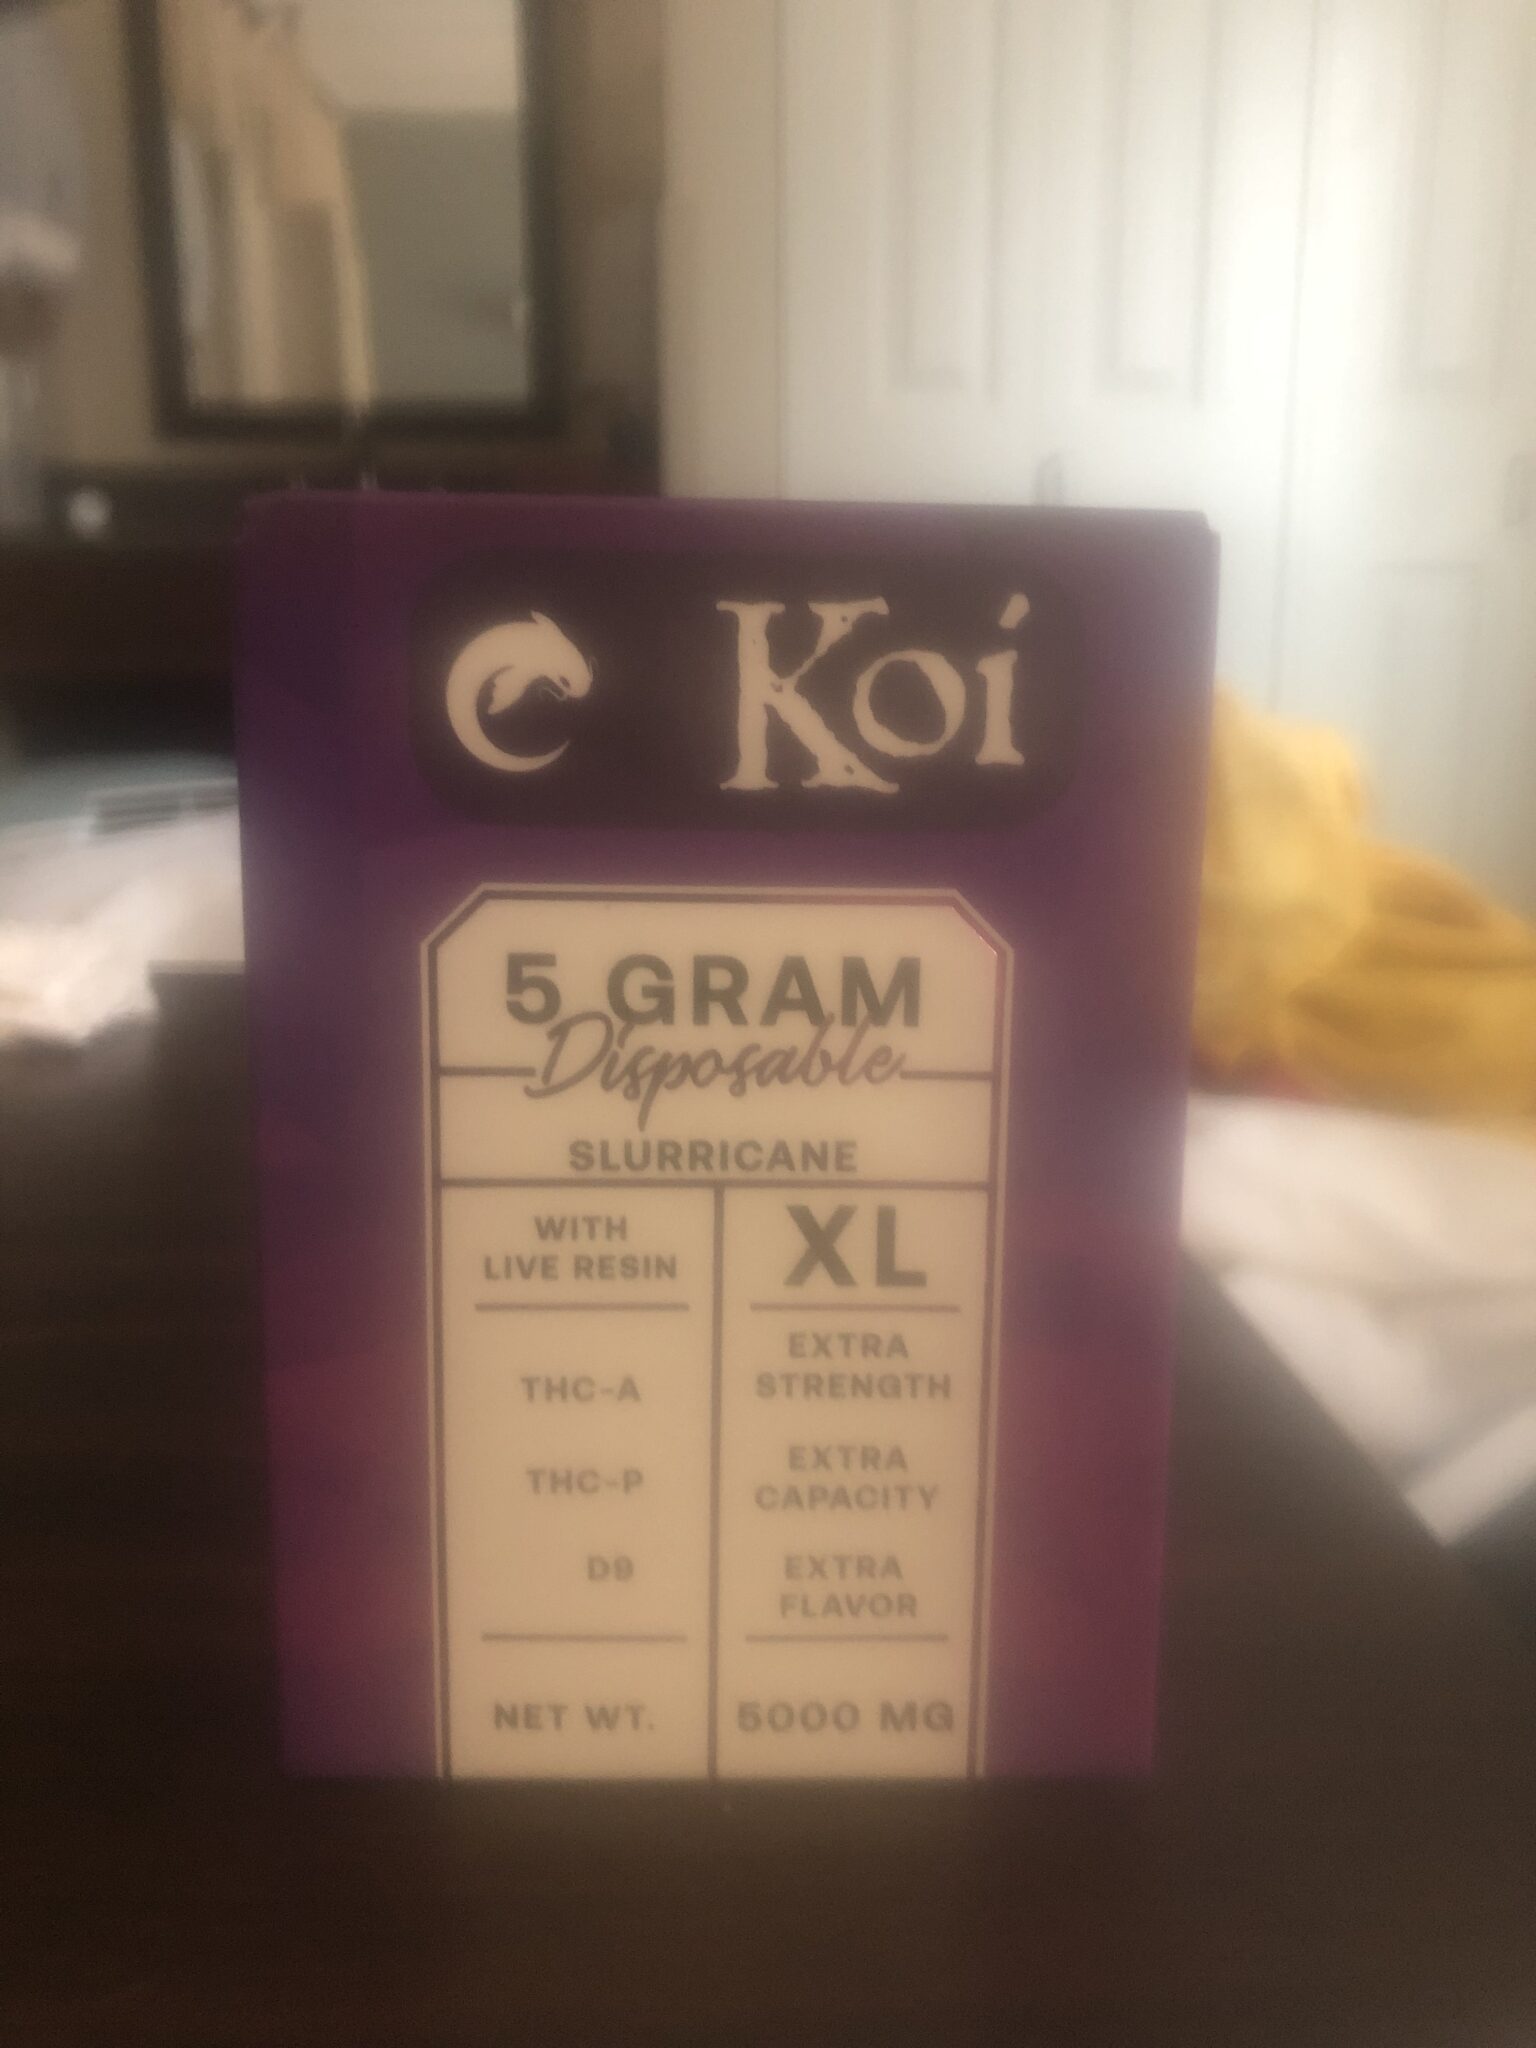 Koi
5 GRAM
Disposable
SLURRICANE
WITH
LIVE RESIN
THC-A
THC-P
D9
NET WT.
XL
EXTRA
STRENGTH
EXTRA
CAPACITY
EXTRA
FLAVOR
5000 MG